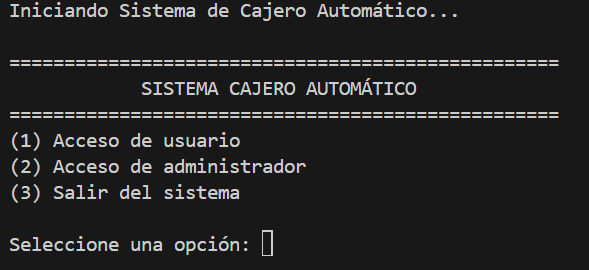 Iniciando Sistema de Cajero Automático...
==================================================
SISTEMA CAJERO AUTOMÁTICO
==================================================
(1) Acceso de usuario
(2) Acceso de administrador
(3) Salir del sistema
Seleccione una opción: